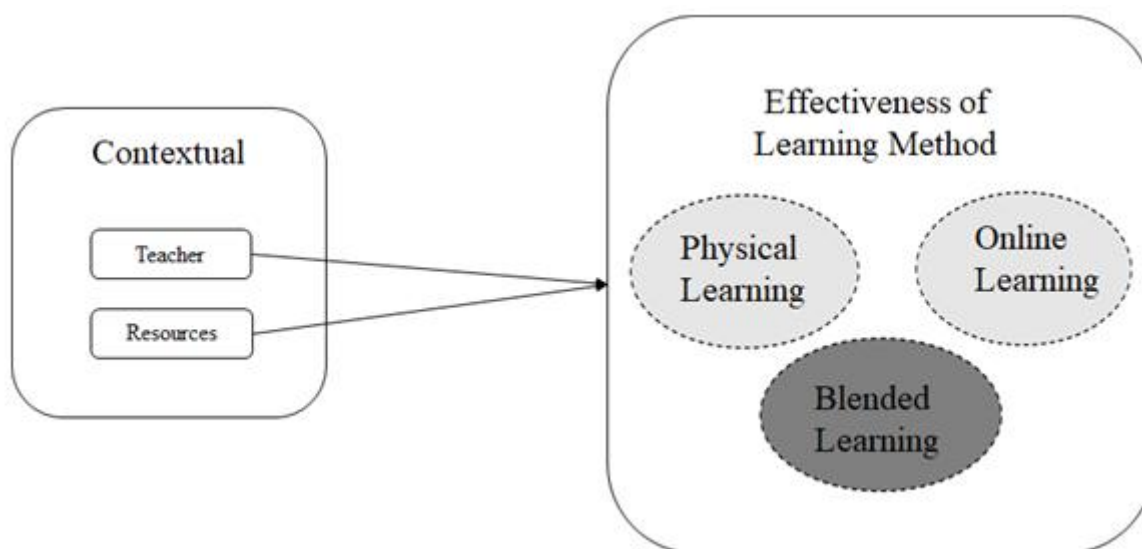 Contextual
Teacher
Resources
Effectiveness of
Learning Method
Physical
Learning
Online
Learning
Blended
Learning